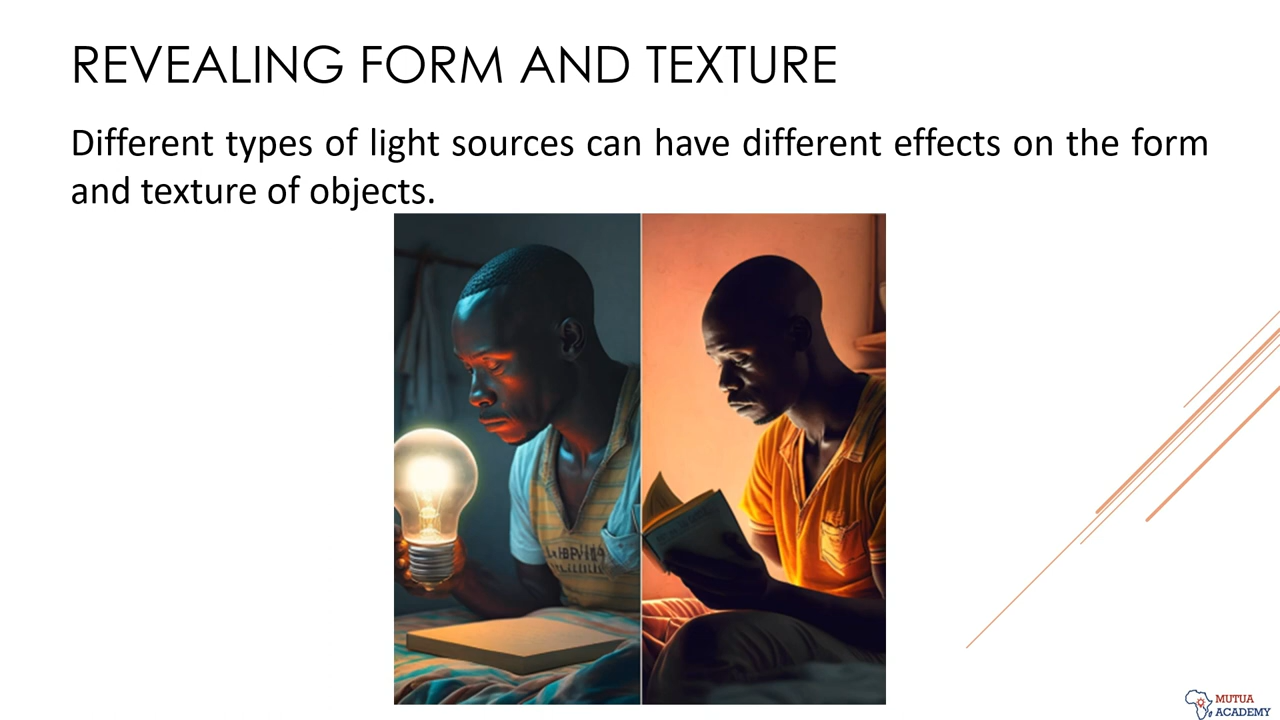 REVEALING FORM AND TEXTURE
Different types of light sources can have different effects on the form
and texture of objects.
MUTUA
ACADEMY